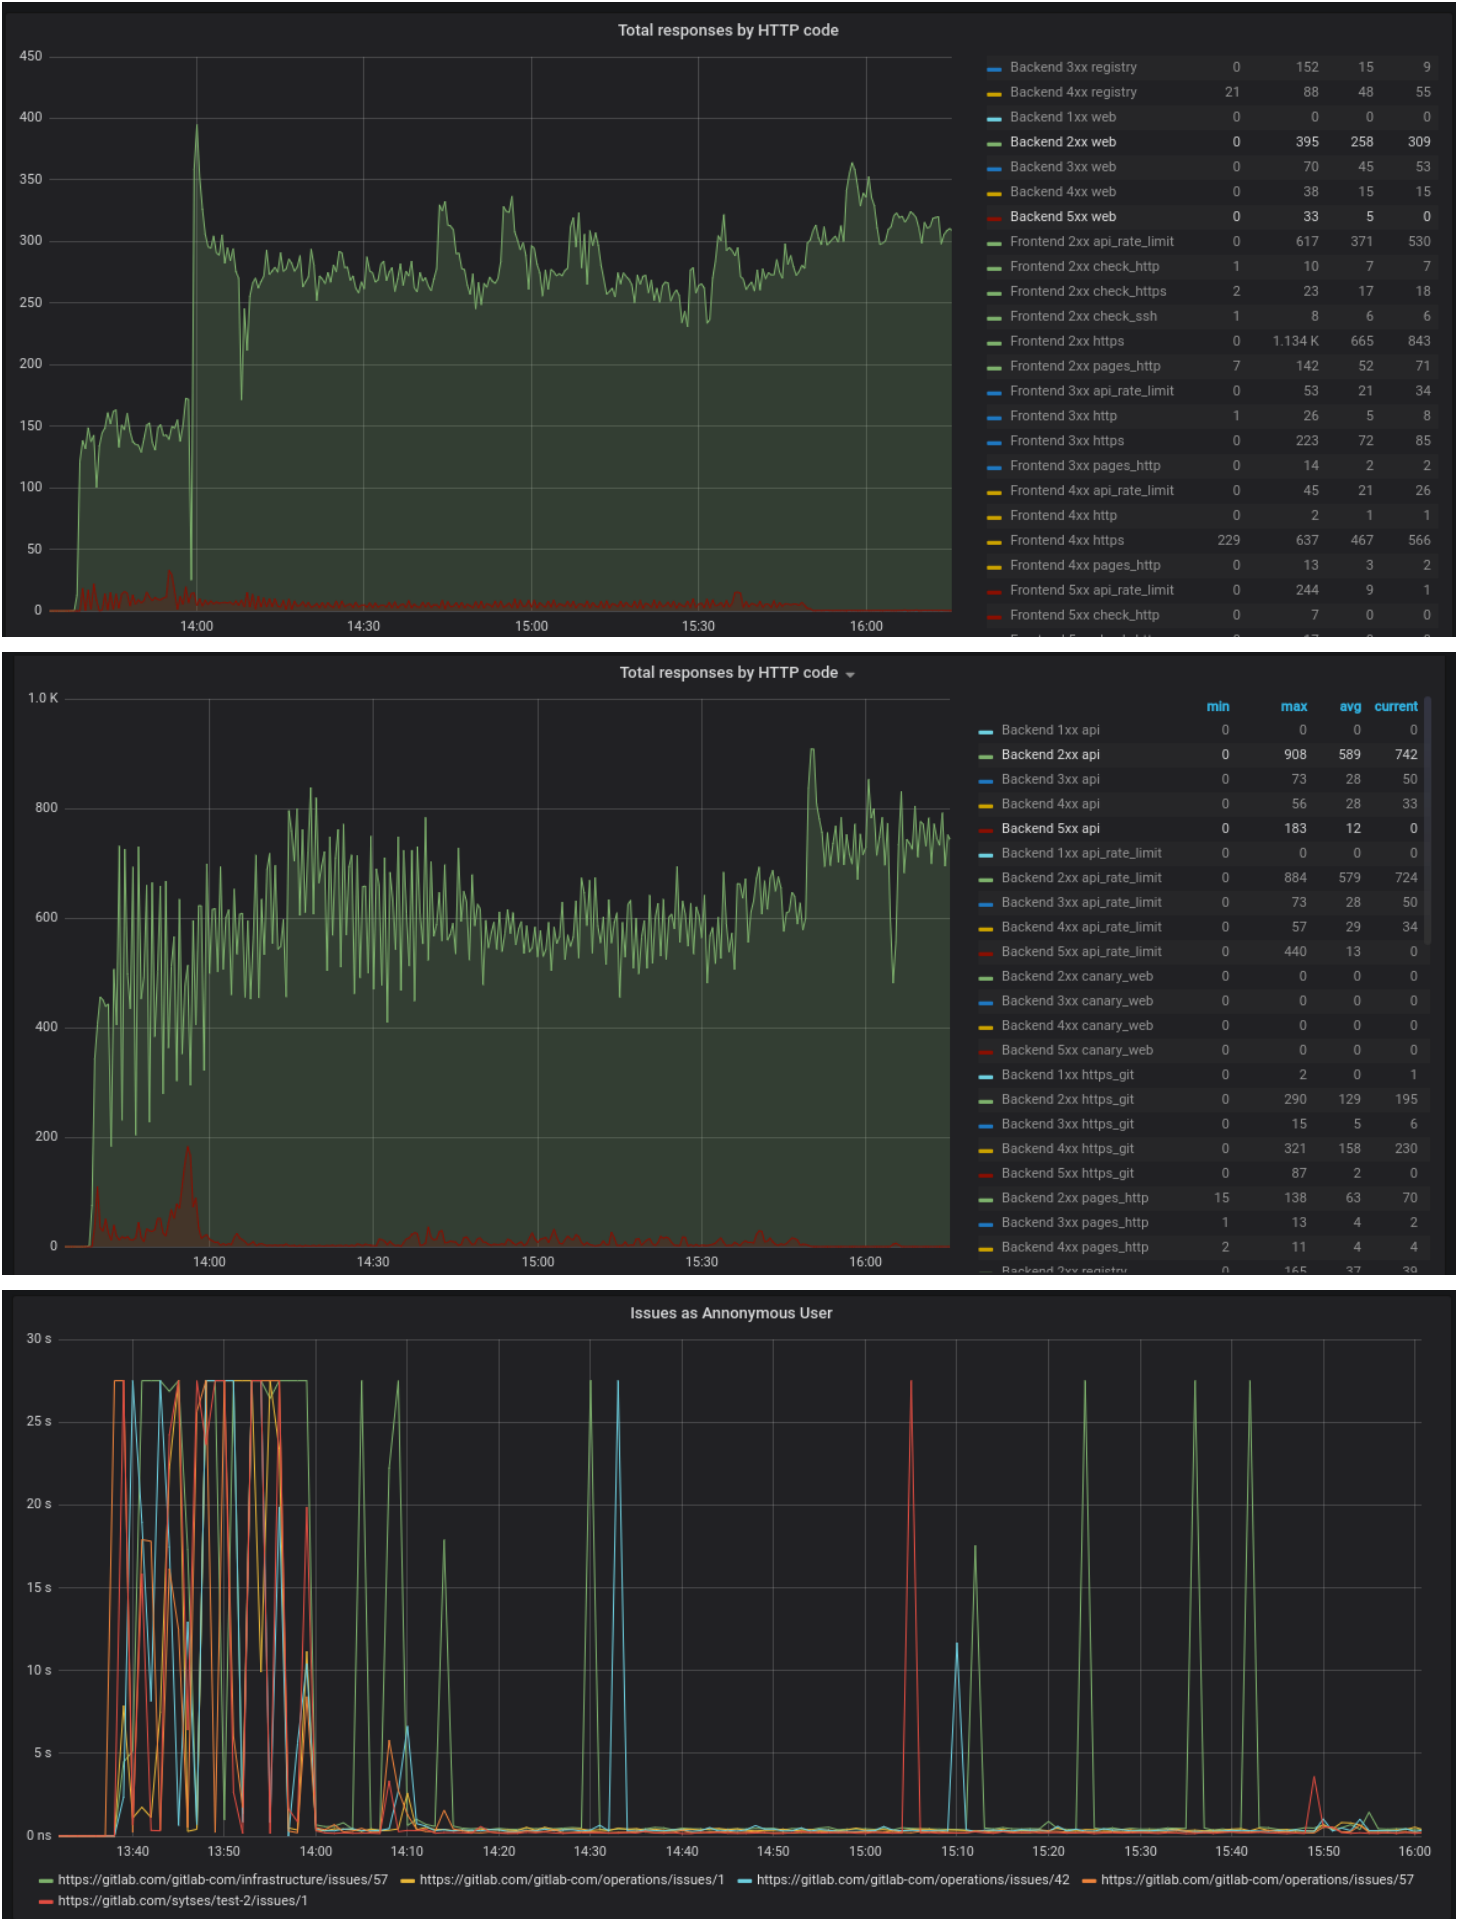 Total responses by HTTP code
450
400
350
300
250
200
150
100
50
0
14:00 14:30 15:00 15:30 16:00
Backend 3xx registry 0 152 15 9
Backend 4xx registry 21 88 48 55
Backend 1xx web 0 0 0 0
Backend 2xx web 0 395 258 309
Backend 3xx web 0 70 45 53
Backend 4xx web 0 38 15 15
Backend 5xx web 0 33 5 0
Frontend 2xx api_rate_limit 0 617 371 530
Frontend 2xx check_http 1 10 7 7
Frontend 2xx check_https 2 23 17 18
Frontend 2xx check_ssh 1 8 6 6
Frontend 2xx https 0 1.134 K 665 843
Frontend 2xx pages_http 7 142 52 71
Frontend 3xx api_rate_limit 0 53 21 34
Frontend 3xx http 1 26 5 8
Frontend 3xx https 0 223 72 85
Frontend 3xx pages_http 0 14 2 2
Frontend 4xx api_rate_limit 0 45 21 26
Frontend 4xx http 0 2 1 1
Frontend 4xx https 229 637 467 566
Frontend 4xx pages_http 0 13 3 2
Frontend 5xx api_rate_limit 0 244 9 1
Frontend 5xx check_http 0 7 0 0
Total responses by HTTP code
1.0 K
800
600
400
200
0
14:00 14:30 15:00 15:30 16:00
min max avg current
Backend 1xx api 0 0 0 0
Backend 2xx api 0 908 589 742
Backend 3xx api 0 73 28 50
Backend 4xx api 0 56 28 33
Backend 5xx api 0 183 12 0
Backend 1xx api_rate_limit 0 0 0 0
Backend 2xx api_rate_limit 0 884 579 724
Backend 3xx api_rate_limit 0 73 28 50
Backend 4xx api_rate_limit 0 57 29 34
Backend 5xx api_rate_limit 0 440 13 0
Backend 2xx canary_web 0 0 0 0
Backend 3xx canary_web 0 0 0 0
Backend 4xx canary_web 0 0 0 0
Backend 5xx canary_web 0 0 0 0
Backend 1xx https_git 0 2 0 1
Backend 2xx https_git 0 290 129 195
Backend 3xx https_git 0 15 5 6
Backend 4xx https_git 0 321 158 230
Backend 5xx https_git 0 87 2 0
Backend 2xx pages_http 15 138 63 70
Backend 3xx pages_http 1 13 4 2
Backend 4xx pages_http 2 11 4 4
Backend 2xx registry 0 165 37 39
Issues as Annonymous User
30 s
25 s
20 s
15 s
10 s
5 s
0 ns
13:40 13:50 14:00 14:10 14:20 14:30 14:40 14:50 15:00 15:10 15:20 15:30 15:40 15:50 16:00
https://gitlab.com/gitlab-com/infrastructure/issues/57 https://gitlab.com/gitlab-com/operations/issues/1 https://gitlab.com/gitlab-com/operations/issues/42 https://gitlab.com/gitlab-com/operations/issues/57
https://gitlab.com/sytses/test-2/issues/1